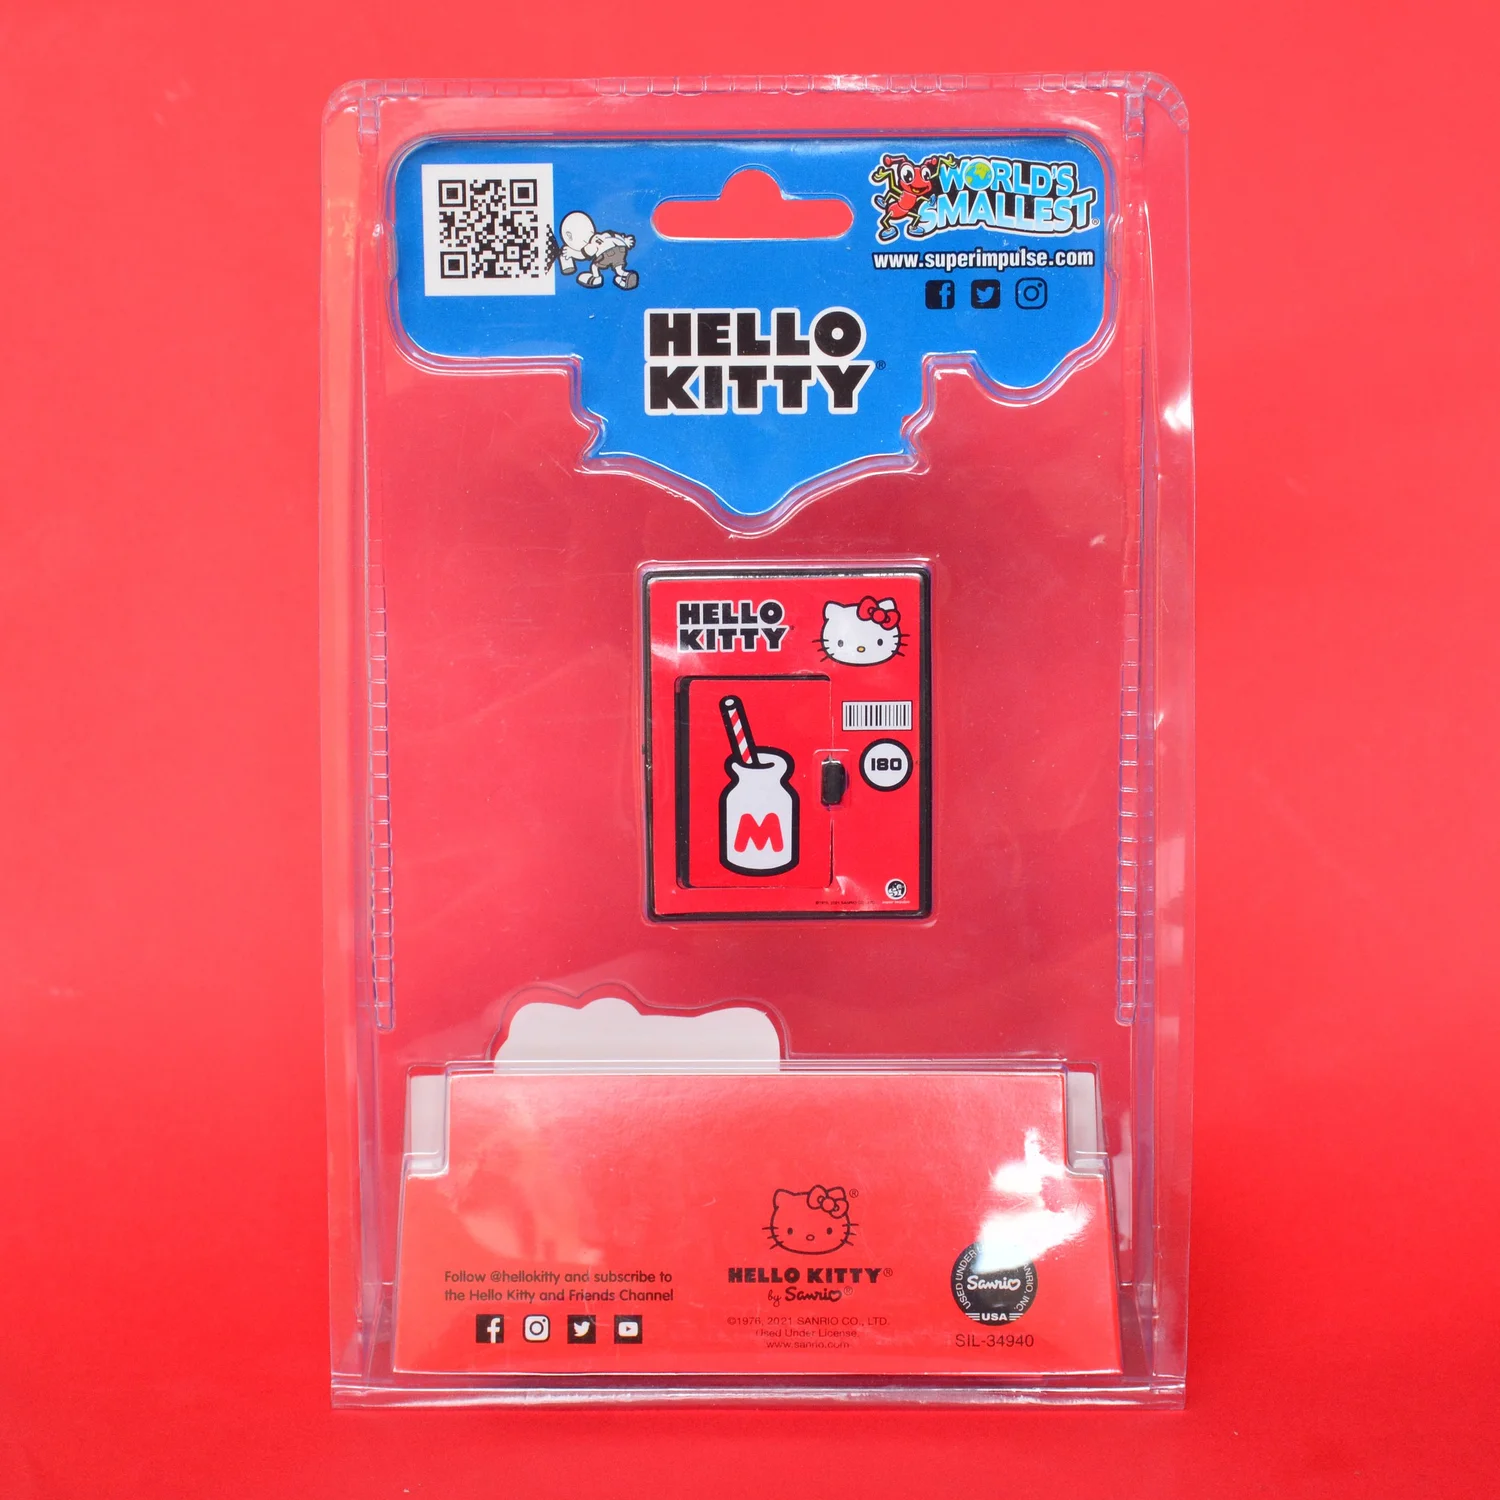 WORLD'S
SMALLEST®
www.superimpulse.com
HELLO
KITTY®
HELLO
KITTY
180
M
Follow @hellokitty and subscribe to
the Hello Kitty and Friends Channel
®
HELLO KITTY®
by Sanrio®
©1976, 2021 SANRIO CO., LTD.
Used Under License.
www.sanrio.com
USED UNDER
Sanrio
SANRIO, INC.
USA
SIL-34940